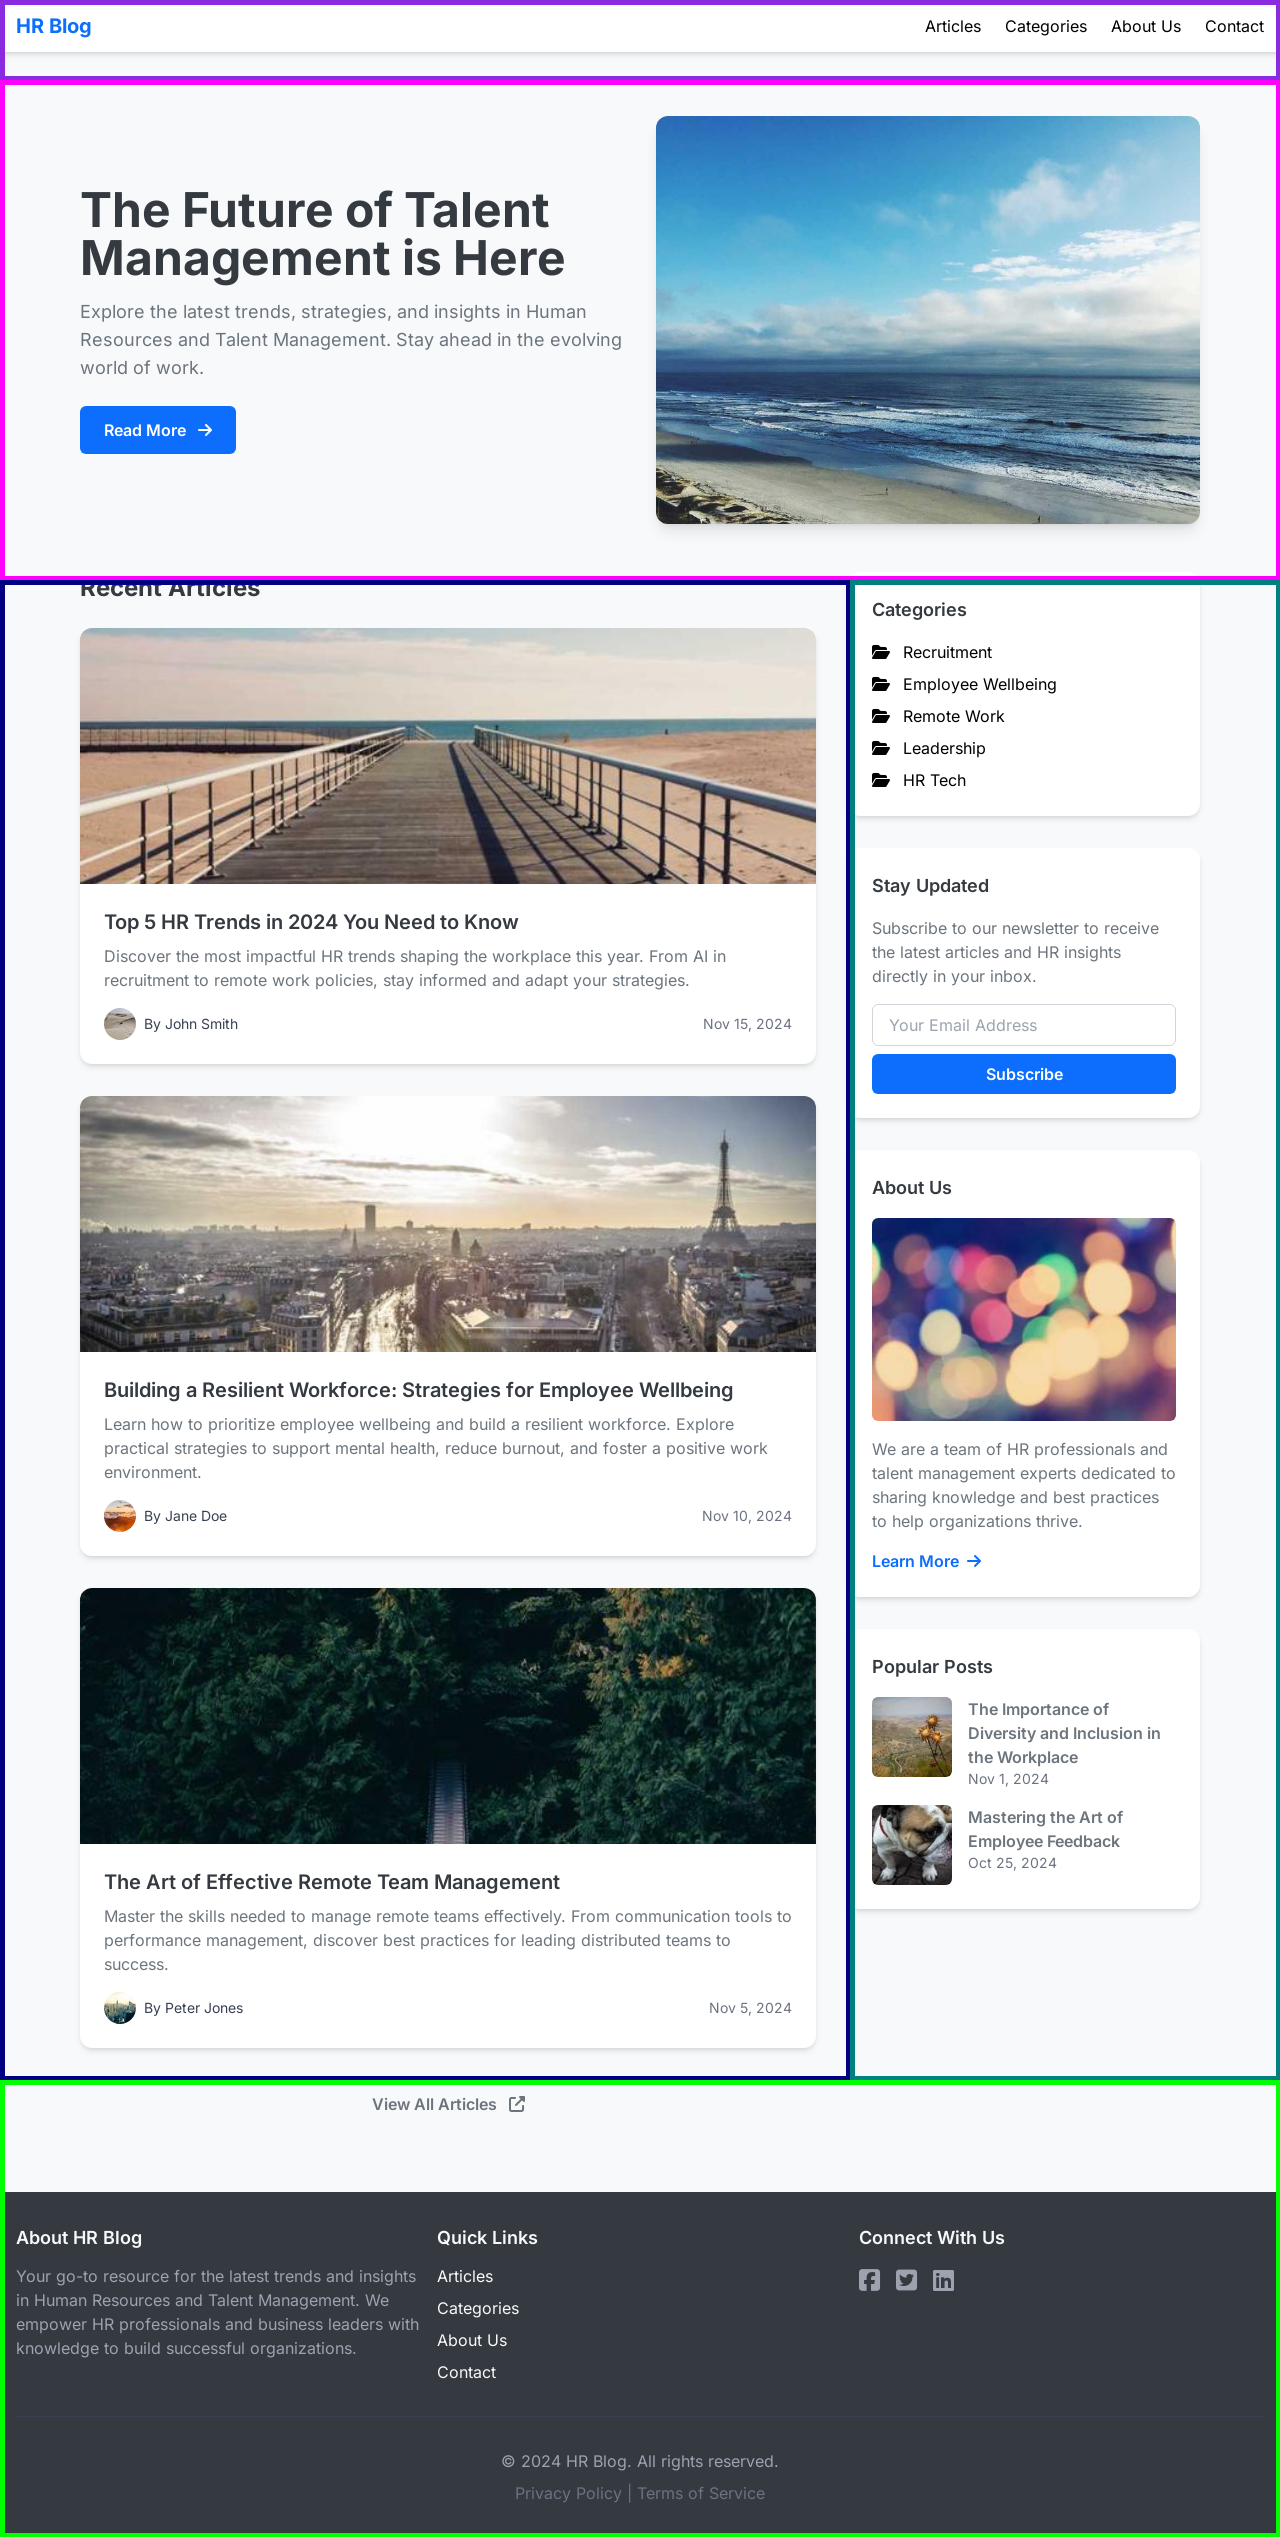 HR Blog
Articles
Categories
About Us
Contact
The Future of Talent
Management is Here
Explore the latest trends, strategies, and insights in Human
Resources and Talent Management. Stay ahead in the evolving
world of work.
Read More
Recent Articles
Top 5 HR Trends in 2024 You Need to Know
Discover the most impactful HR trends shaping the workplace this year. From AI in
recruitment to remote work policies, stay informed and adapt your strategies.
By John Smith
Nov 15, 2024
Building a Resilient Workforce: Strategies for Employee Wellbeing
Learn how to prioritize employee wellbeing and build a resilient workforce. Explore
practical strategies to support mental health, reduce burnout, and foster a positive work
environment.
By Jane Doe
Nov 10, 2024
The Art of Effective Remote Team Management
Master the skills needed to manage remote teams effectively. From communication tools to
performance management, discover best practices for leading distributed teams to
success.
By Peter Jones
Nov 5, 2024
Categories
Recruitment
Employee Wellbeing
Remote Work
Leadership
HR Tech
Stay Updated
Subscribe to our newsletter to receive
the latest articles and HR insights
directly in your inbox.
Your Email Address
Subscribe
About Us
We are a team of HR professionals and
talent management experts dedicated to
sharing knowledge and best practices
to help organizations thrive.
Learn More
Popular Posts
The Importance of
Diversity and Inclusion in
the Workplace
Nov 1, 2024
Mastering the Art of
Employee Feedback
Oct 25, 2024
View All Articles
About HR Blog
Your go-to resource for the latest trends and insights
in Human Resources and Talent Management. We
empower HR professionals and business leaders with
knowledge to build successful organizations.
Quick Links
Articles
Categories
About Us
Contact
Connect With Us
© 2024 HR Blog. All rights reserved.
Privacy Policy | Terms of Service